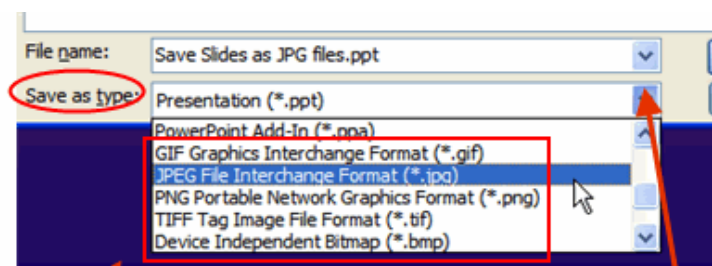 File name: Save Slides as JPG files.ppt
Save as type: Presentation (*.ppt)
PowerPoint Add-In (*.ppa)
GIF Graphics Interchange Format (*.gif)
JPEG File Interchange Format (*.jpg)
PNG Portable Network Graphics Format (*.png)
TIFF Tag Image File Format (*.tif)
Device Independent Bitmap (*.bmp)